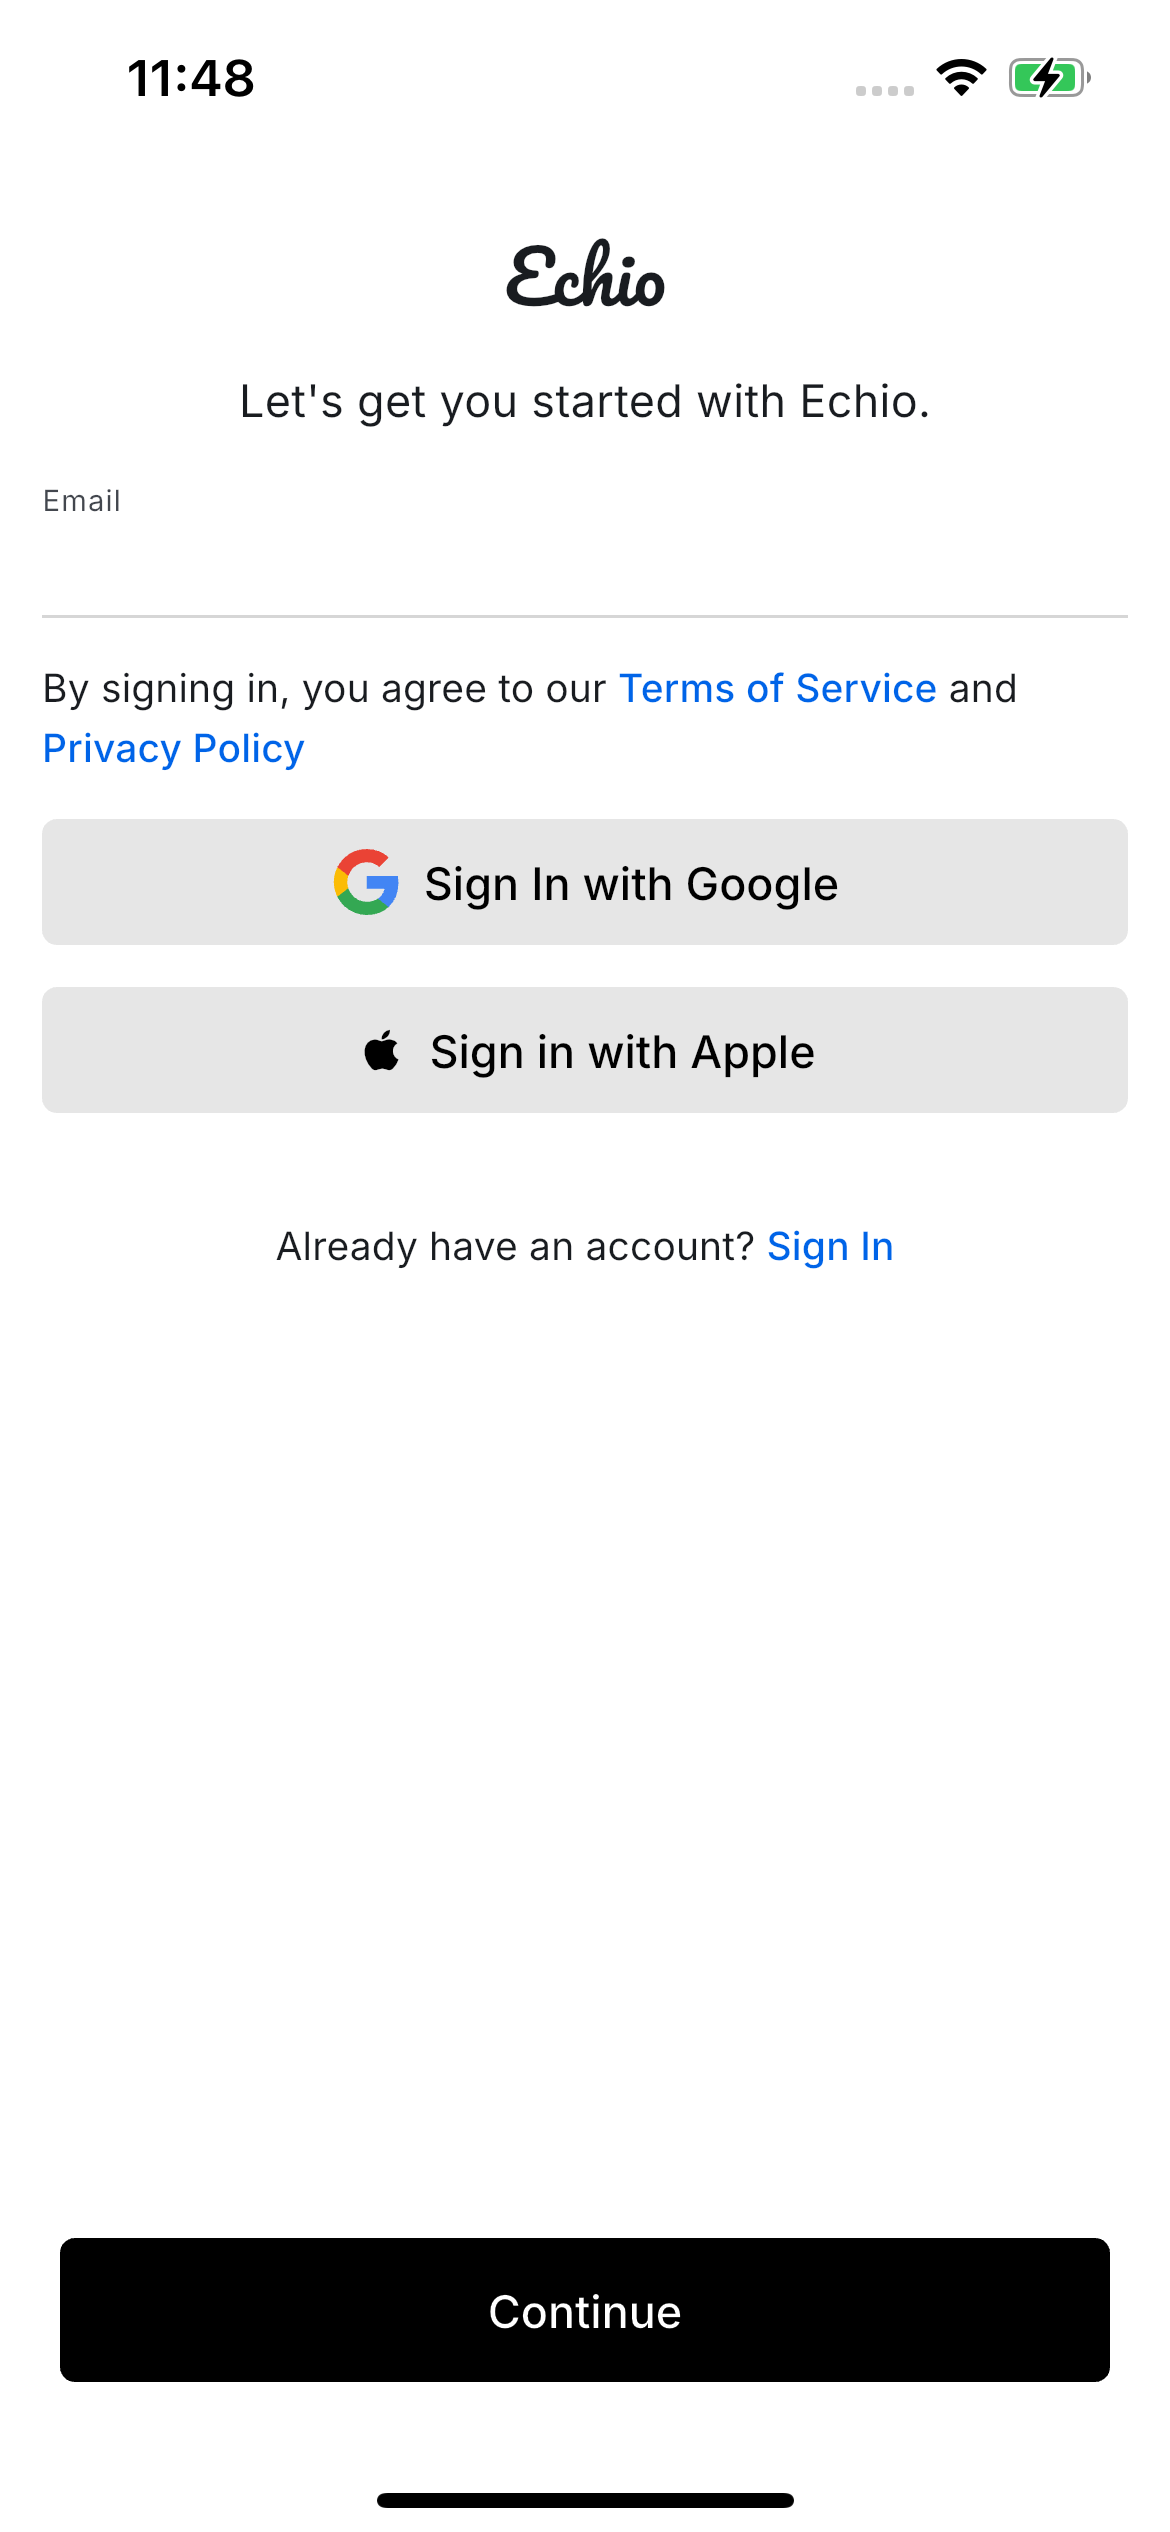 11:48
Echio
Let's get you started with Echio.
Email
By signing in, you agree to our Terms of Service and
Privacy Policy
Sign In with Google
Sign in with Apple
Already have an account? Sign In
Continue